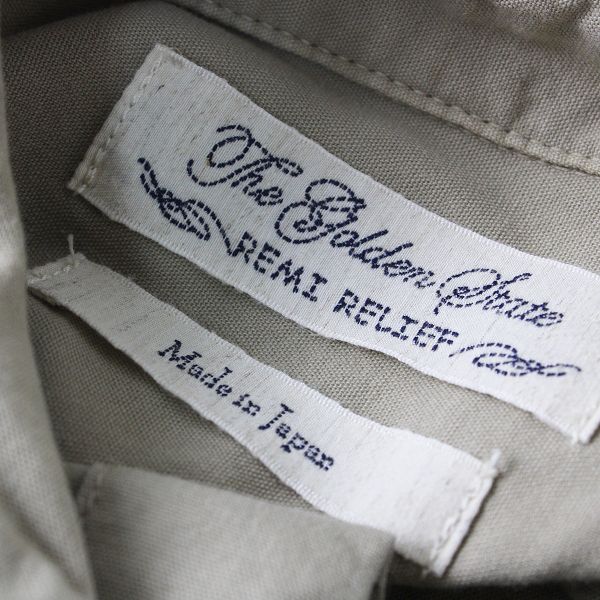 The Golden State
REMI RELIEF
Made in Japan